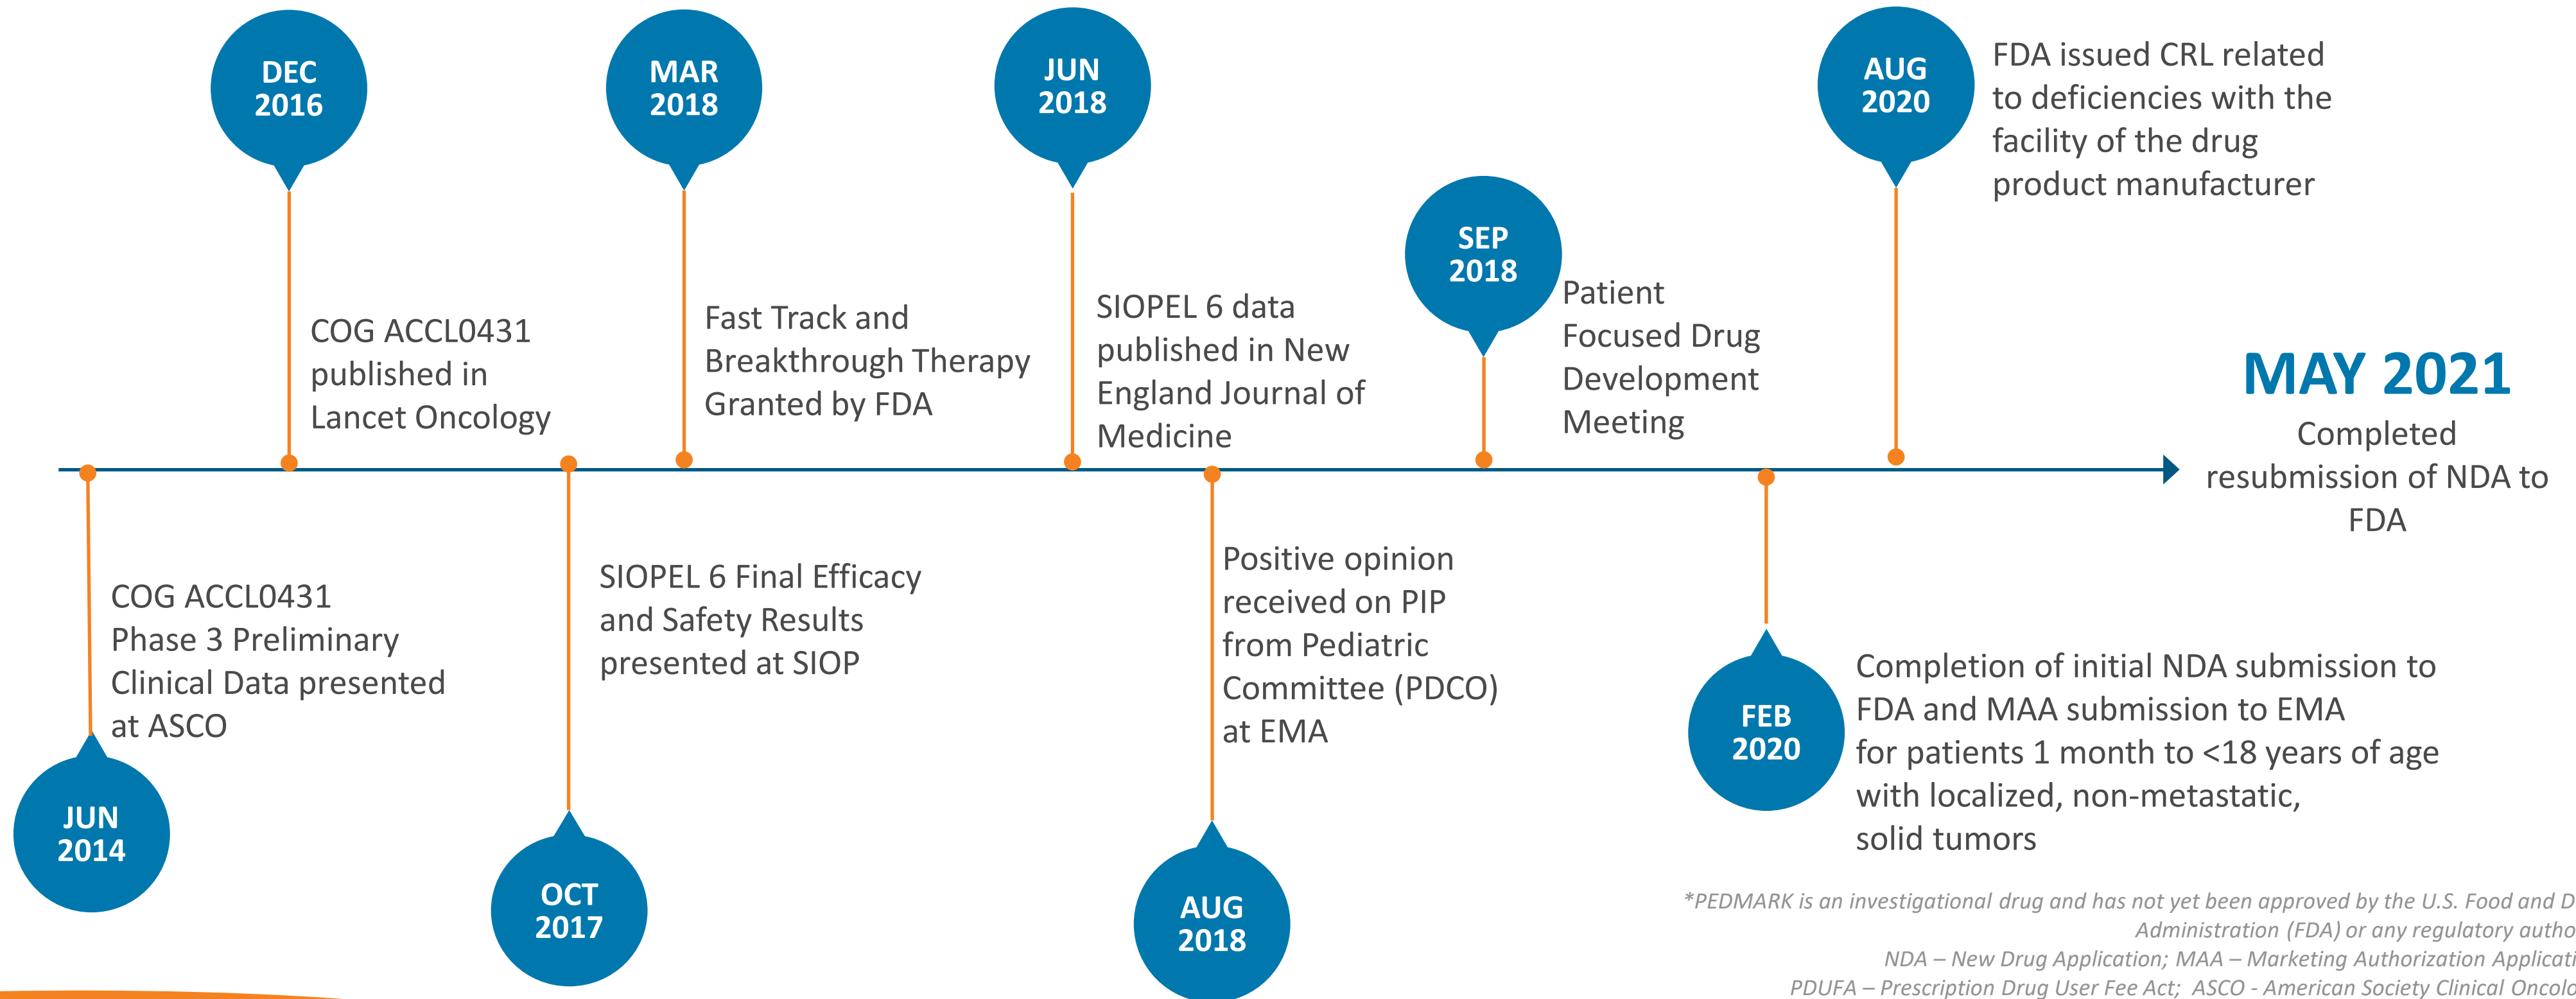 DEC
2016
COG ACCL0431
published in
Lancet Oncology
MAR
2018
Fast Track and
Breakthrough Therapy
Granted by FDA
JUN
2018
SIOPEL 6 data
published in New
England Journal of
Medicine
SEP
2018
Patient
Focused Drug
Development
Meeting
AUG
2020
FDA issued CRL related
to deficiencies with the
facility of the drug
product manufacturer
MAY 2021
Completed
resubmission of NDA to
FDA
COG ACCL0431
Phase 3 Preliminary
Clinical Data presented
at ASCO
JUN
2014
SIOPEL 6 Final Efficacy
and Safety Results
presented at SIOP
OCT
2017
Positive opinion
received on PIP
from Pediatric
Committee (PDCO)
at EMA
AUG
2018
FEB
2020
Completion of initial NDA submission to
FDA and MAA submission to EMA
for patients 1 month to <18 years of age
with localized, non-metastatic,
solid tumors
*PEDMARK is an investigational drug and has not yet been approved by the U.S. Food and D
Administration (FDA) or any regulatory autho
NDA – New Drug Application; MAA – Marketing Authorization Applicati
PDUFA – Prescription Drug User Fee Act; ASCO - American Society Clinical Oncolo